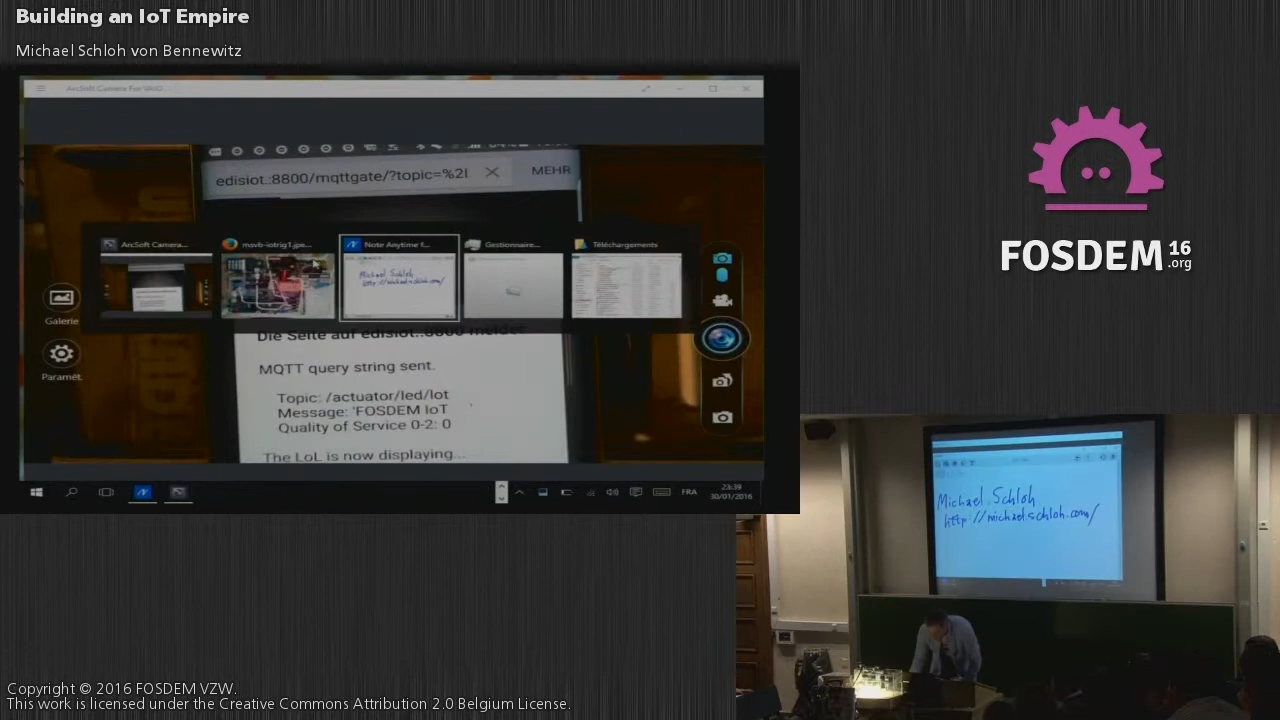 Building an IoT Empire
Michael Schloh von Bennewitz
ArcSoft Camera For
edisiot.:8800/mqttgate/?topic=%2l
MEHR
ArcSoft Camera...
msvb-iotrig1.jpe...
Note Anytime f...
Gestionnaire...
Téléchargements
Michael Schloh
http://michael.schloh.com/
Galerie
Paramét.
Die Seite auf edisiot.:8800 meldet
MQTT query string sent.
Topic: /actuator/led/lot
Message: 'FOSDEM IoT
Quality of Service 0-2: 0
The LoL is now displaying...
FRA
23:39
30/01/2016
FOSDEM 16
.org
Michael Schloh
http://michael.schloh.com/
Copyright © 2016 FOSDEM VZW.
This work is licensed under the Creative Commons Attribution 2.0 Belgium License.